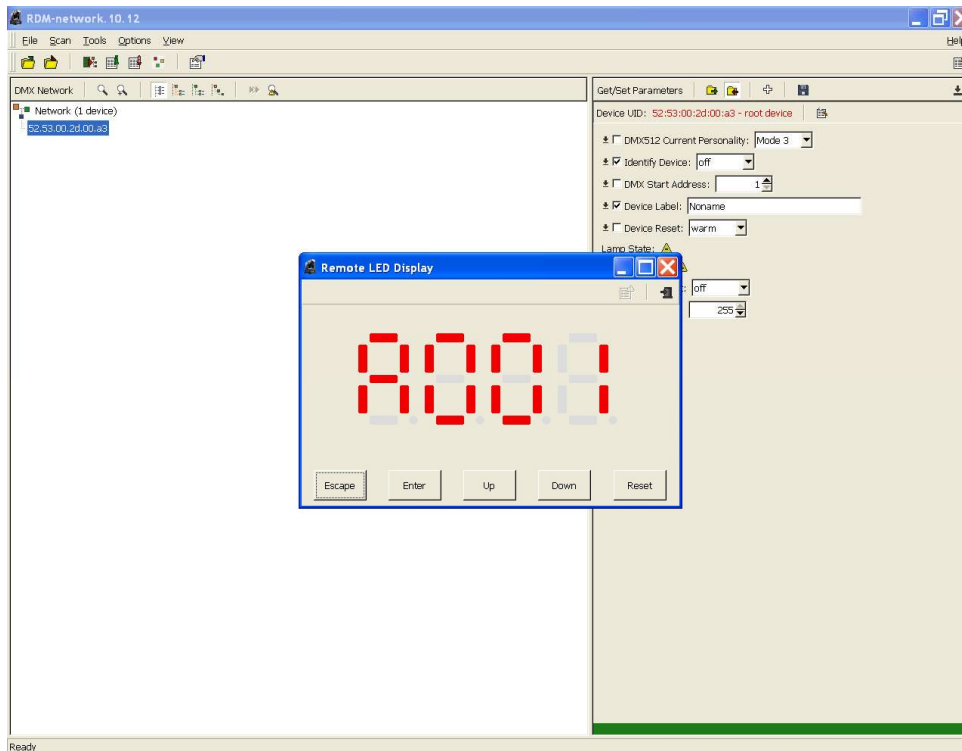 RDM-network.10.12
File Scan Tools Options View
DMX Network
Get/Set Parameters
Network (1 device)
52.53.00.2d.00.a3
Device UID: 52:53:00:2d:00:a3 - root device
DMX512 Current Personality: Mode 3
Identify Device: off
DMX Start Address: 1
Device Label: Noname
Device Reset: warm
Lamp State:
off
255
Remote LED Display
A001
Escape Enter Up Down Reset
Ready